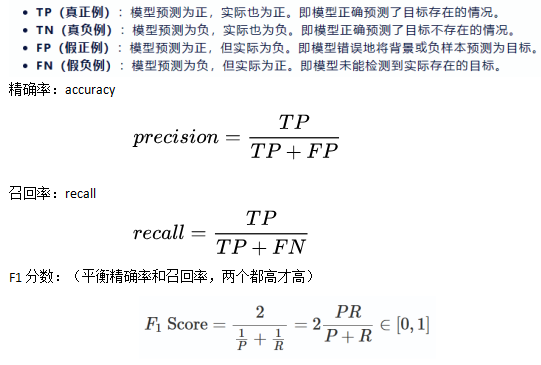 • TP（真正例）：模型预测为正，实际也为正。即模型正确预测了目标存在的情况。
• TN（真负例）：模型预测为负，实际也为负。即模型正确预测了目标不存在的情况。
• FP（假正例）：模型预测为正，但实际为负。即模型错误地将背景或负样本预测为目标。
• FN（假负例）：模型预测为负，但实际为正。即模型未能检测到实际存在的目标。
精确率：accuracy
precision = TP / (TP + FP)
召回率：recall
recall = TP / (TP + FN)
F1 分数：（平衡精确率和召回率，两个都高才高）
F₁ Score = 2 / (1/P + 1/R) = 2 PR / (P + R) ∈ [0,1]